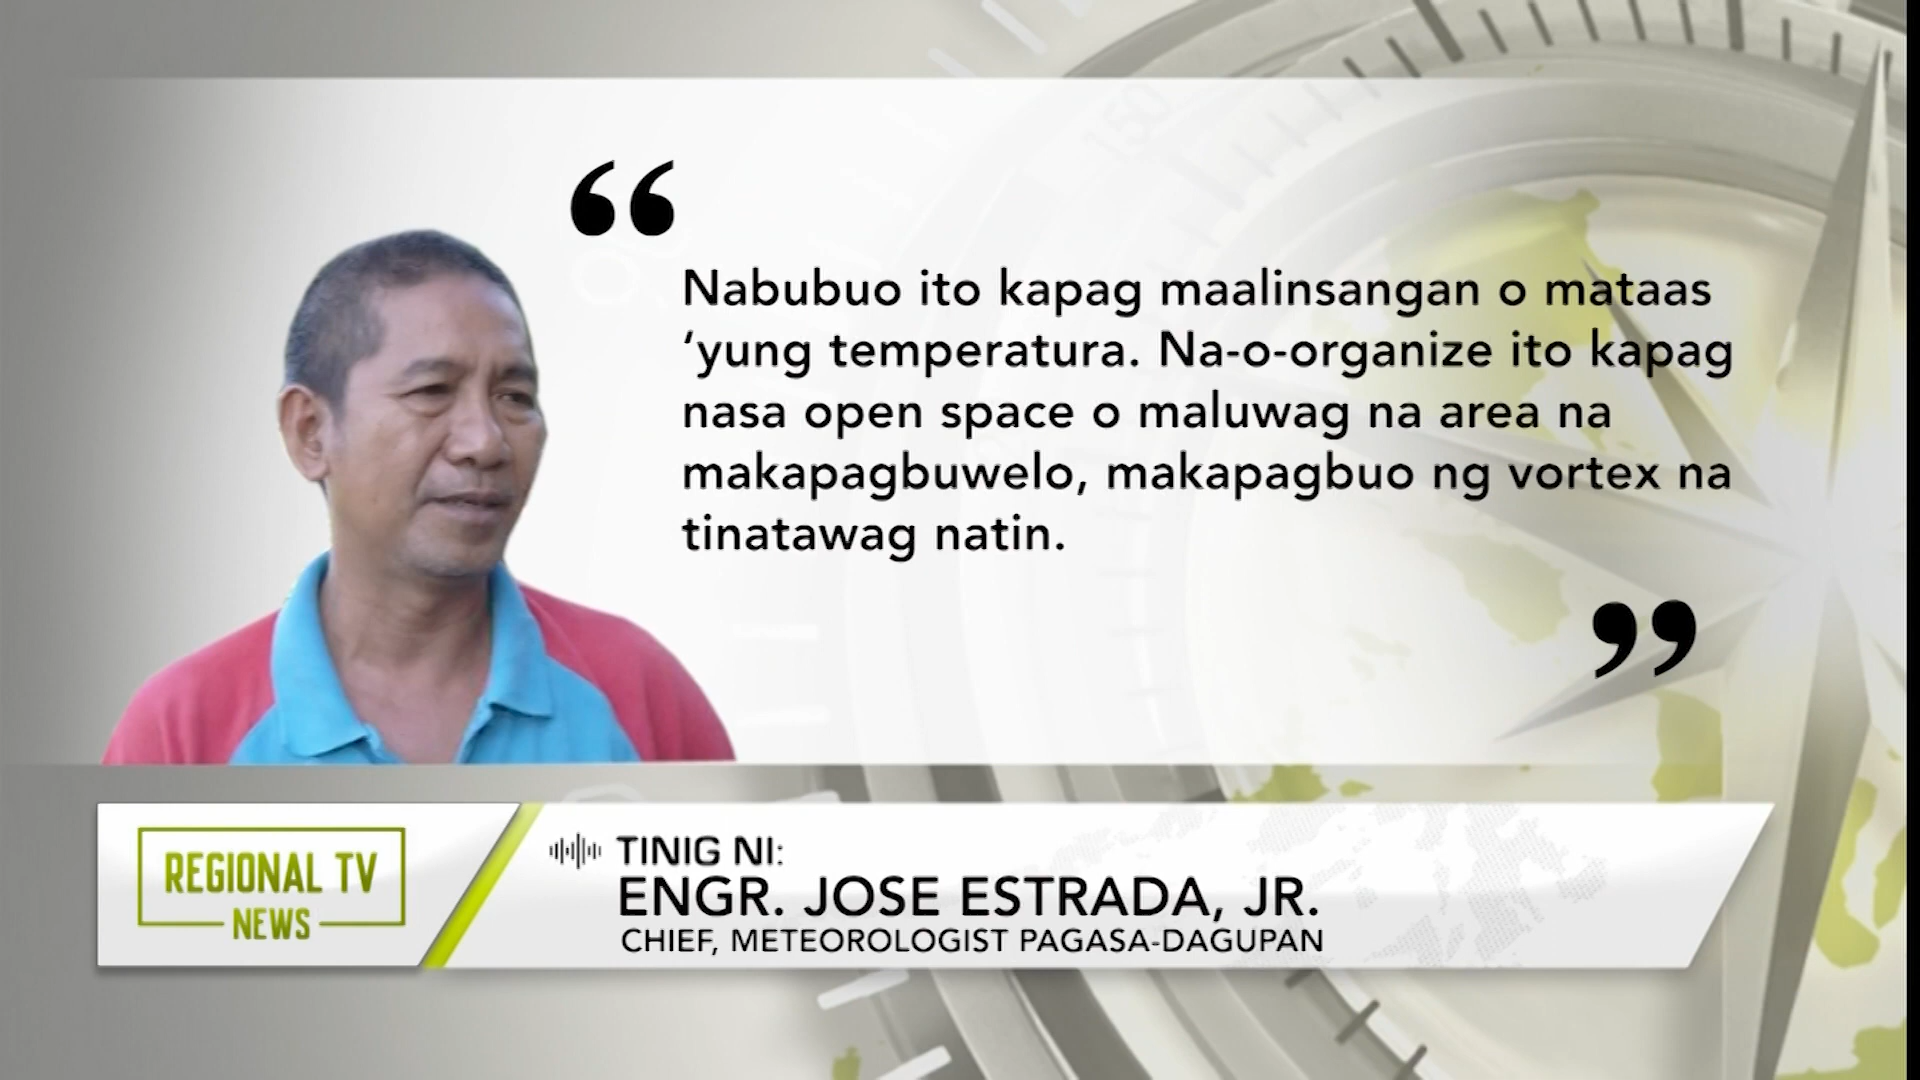 “
Nabubuo ito kapag maalinsangan o mataas
‘yung temperatura. Na-o-organize ito kapag
nasa open space o maluwag na area na
makapagbuwelo, makapagbuo ng vortex na
tinatawag natin.
”
REGIONAL TV
NEWS
TINIG NI:
ENGR. JOSE ESTRADA, JR.
CHIEF, METEOROLOGIST PAGASA-DAGUPAN
150